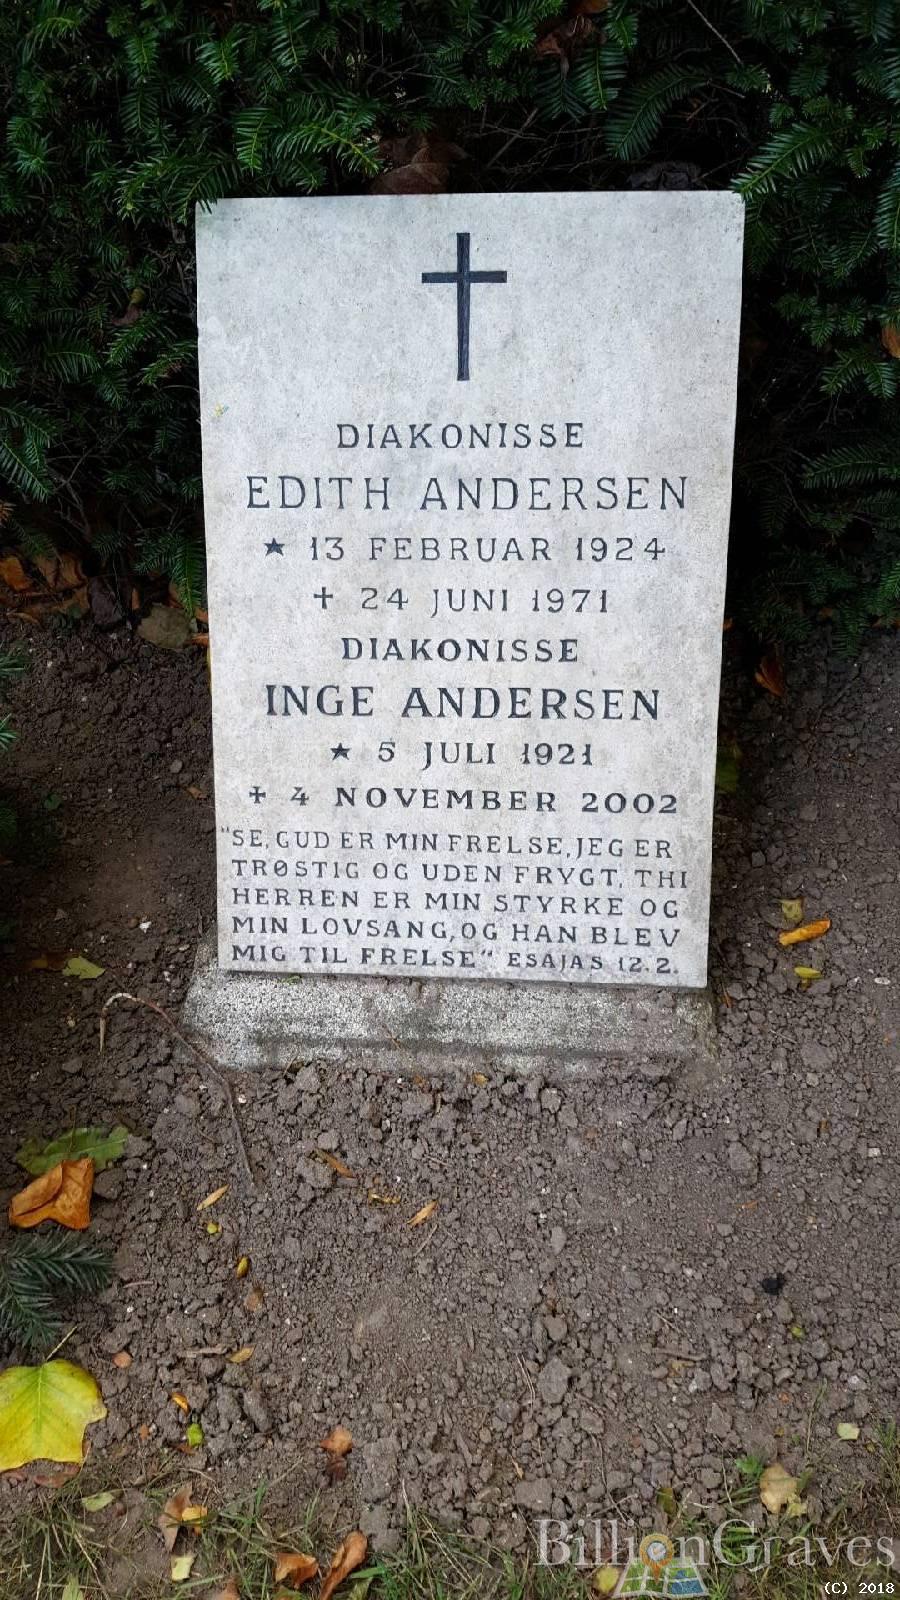 DIAKONISSE
EDITH ANDERSEN
★ 13 FEBRUAR 1924
✝ 24 JUNI 1971
DIAKONISSE
INGE ANDERSEN
★ 5 JULI 1921
✝ 4 NOVEMBER 2002
"SE, GUD ER MIN FRELSE, JEG ER
TRØSTIG OG UDEN FRYGT, THI
HERREN ER MIN STYRKE OG
MIN LOVSANG, OG HAN BLEV
MIG TIL FRELSE" ESAJAS 12.2.
BillionGraves
(C) 2018